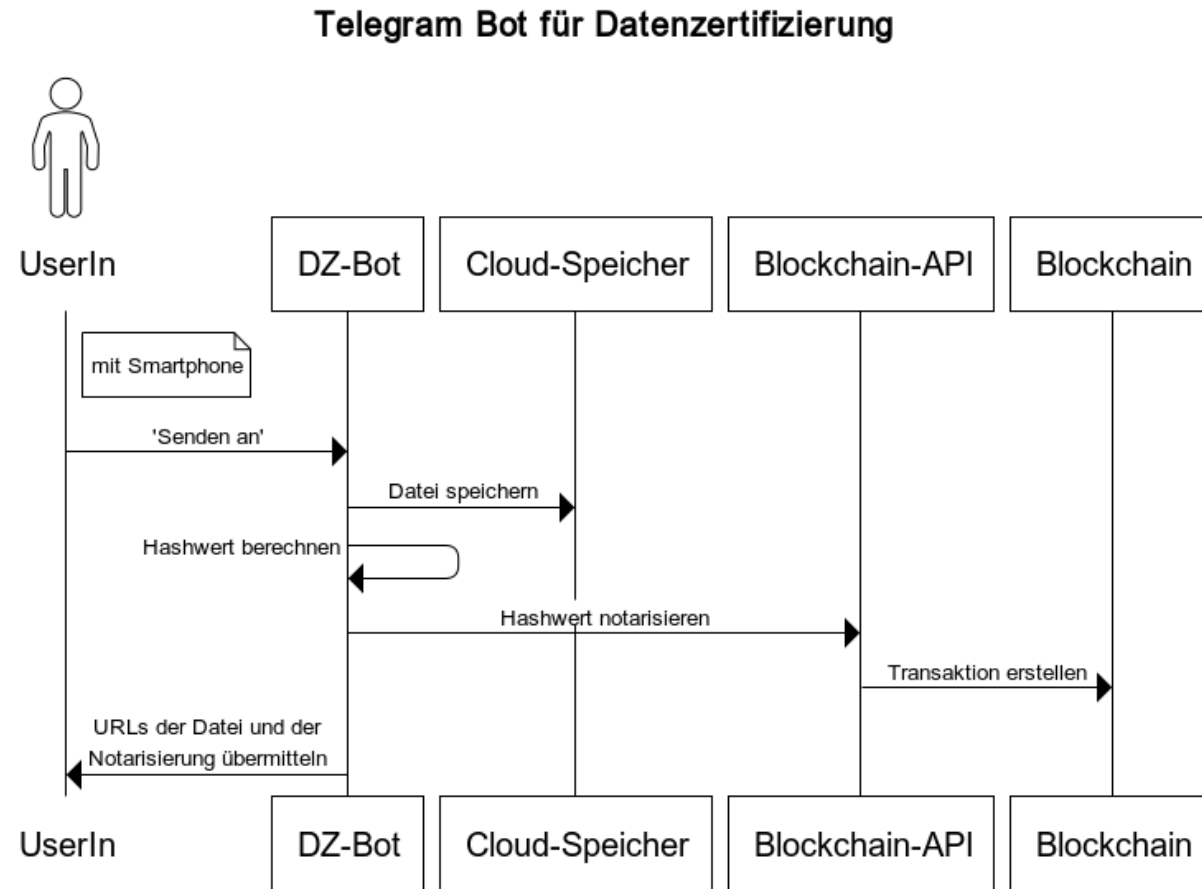 Telegram Bot für Datenzertifizierung
UserIn
DZ-Bot
Cloud-Speicher
Blockchain-API
Blockchain
mit Smartphone
'Senden an'
Datei speichern
Hashwert berechnen
Hashwert notarisieren
Transaktion erstellen
URLs der Datei und der
Notarisierung übermitteln
UserIn
DZ-Bot
Cloud-Speicher
Blockchain-API
Blockchain